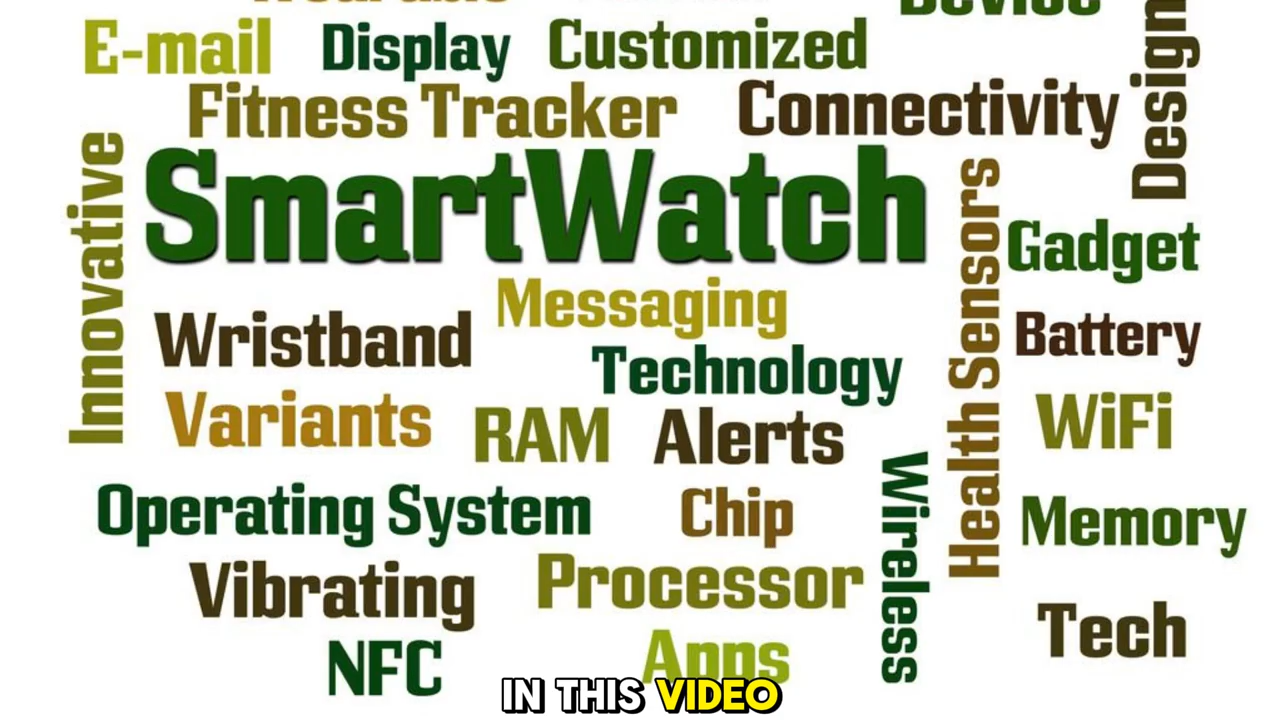 Device
E-mail
Display
Customized
Design
Fitness Tracker
Connectivity
Innovative
SmartWatch
Health Sensors
Gadget
Messaging
Wristband
Battery
Technology
Variants
RAM
Alerts
WiFi
Wireless
Operating System
Chip
Memory
Vibrating
Processor
Tech
NFC
Apps
IN THIS VIDEO